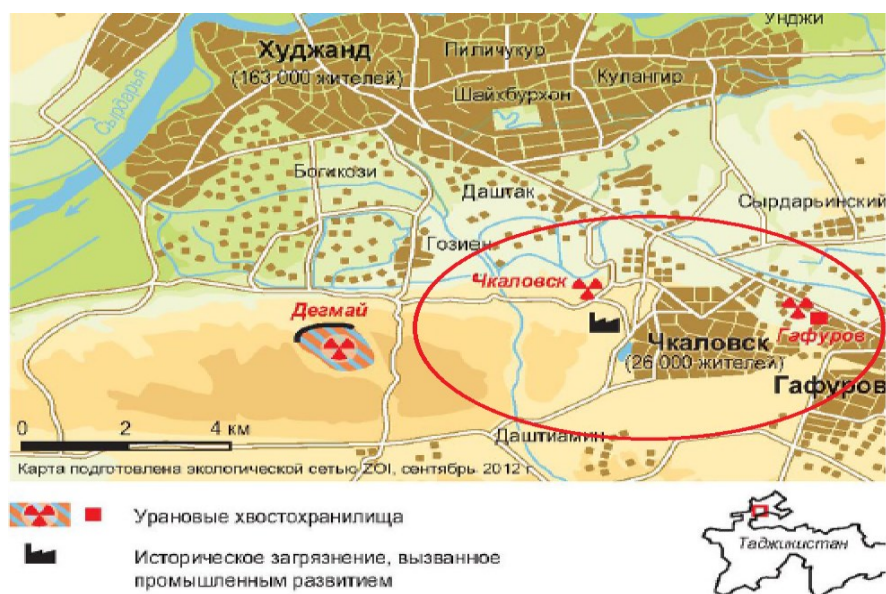 Унджи
Худжанд
(163 000 жителей)
Пиличукур
Кулангир
Шайхбурхон
Сырдарья
Богикози
Даштак
Сырдарьинский
Гозиен
Чкаловск
Дегмай
Гафуров
Чкаловск
(26 000 жителей)
Гафуров
0 2 4 км
Даштиамин
Карта подготовлена экологической сетью ZOI, сентябрь 2012 г
Урановые хвостохранилища
Историческое загрязнение, вызванное
промышленным развитием
Таджикистан